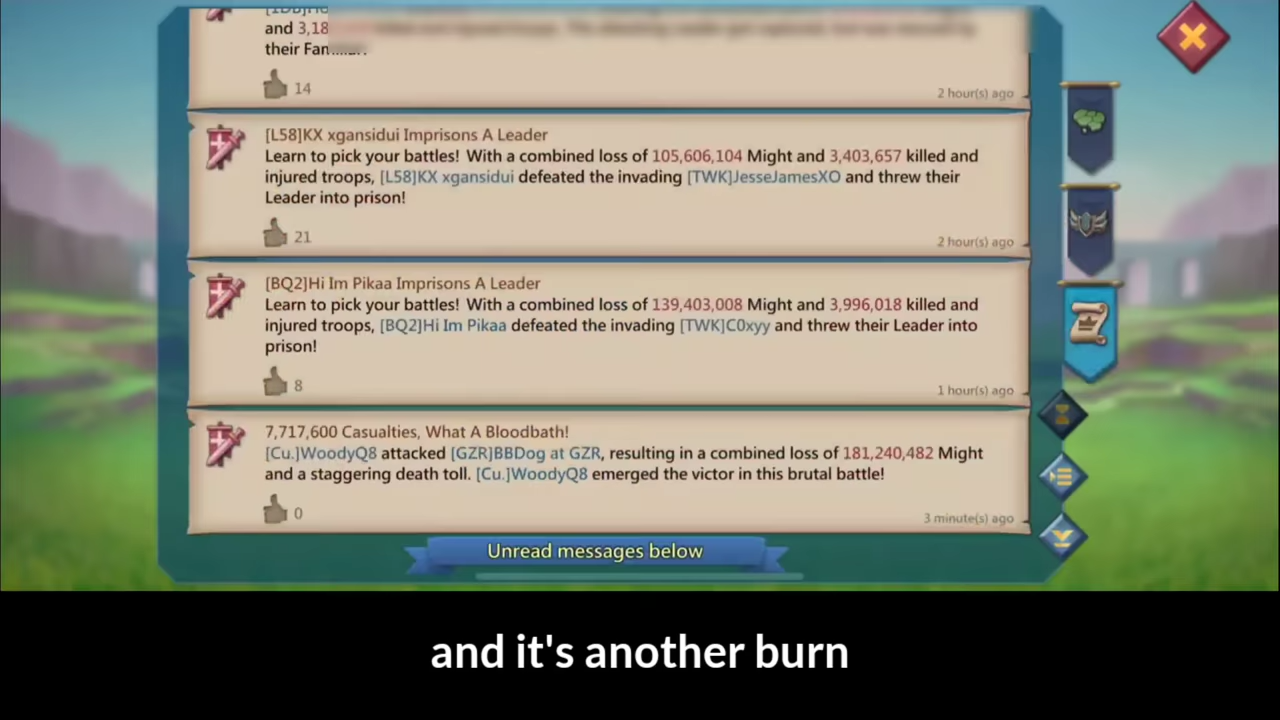 and 3,18
their
14
2 hour(s) ago
[L58]KX xgansidui Imprisons A Leader
Learn to pick your battles! With a combined loss of 105,606,104 Might and 3,403,657 killed and
injured troops, [L58]KX xgansidui defeated the invading [TWK]JesseJamesXO and threw their
Leader into prison!
21
2 hour(s) ago
[BQ2]Hi Im Pikaa Imprisons A Leader
Learn to pick your battles! With a combined loss of 139,403,008 Might and 3,996,018 killed and
injured troops, [BQ2]Hi Im Pikaa defeated the invading [TWK]C0xyy and threw their Leader into
prison!
8
1 hour(s) ago
7,717,600 Casualties, What A Bloodbath!
[Cu.]WoodyQ8 attacked [GZR]BBDog at GZR, resulting in a combined loss of 181,240,482 Might
and a staggering death toll. [Cu.]WoodyQ8 emerged the victor in this brutal battle!
0
3 minute(s) ago
Unread messages below
and it's another burn